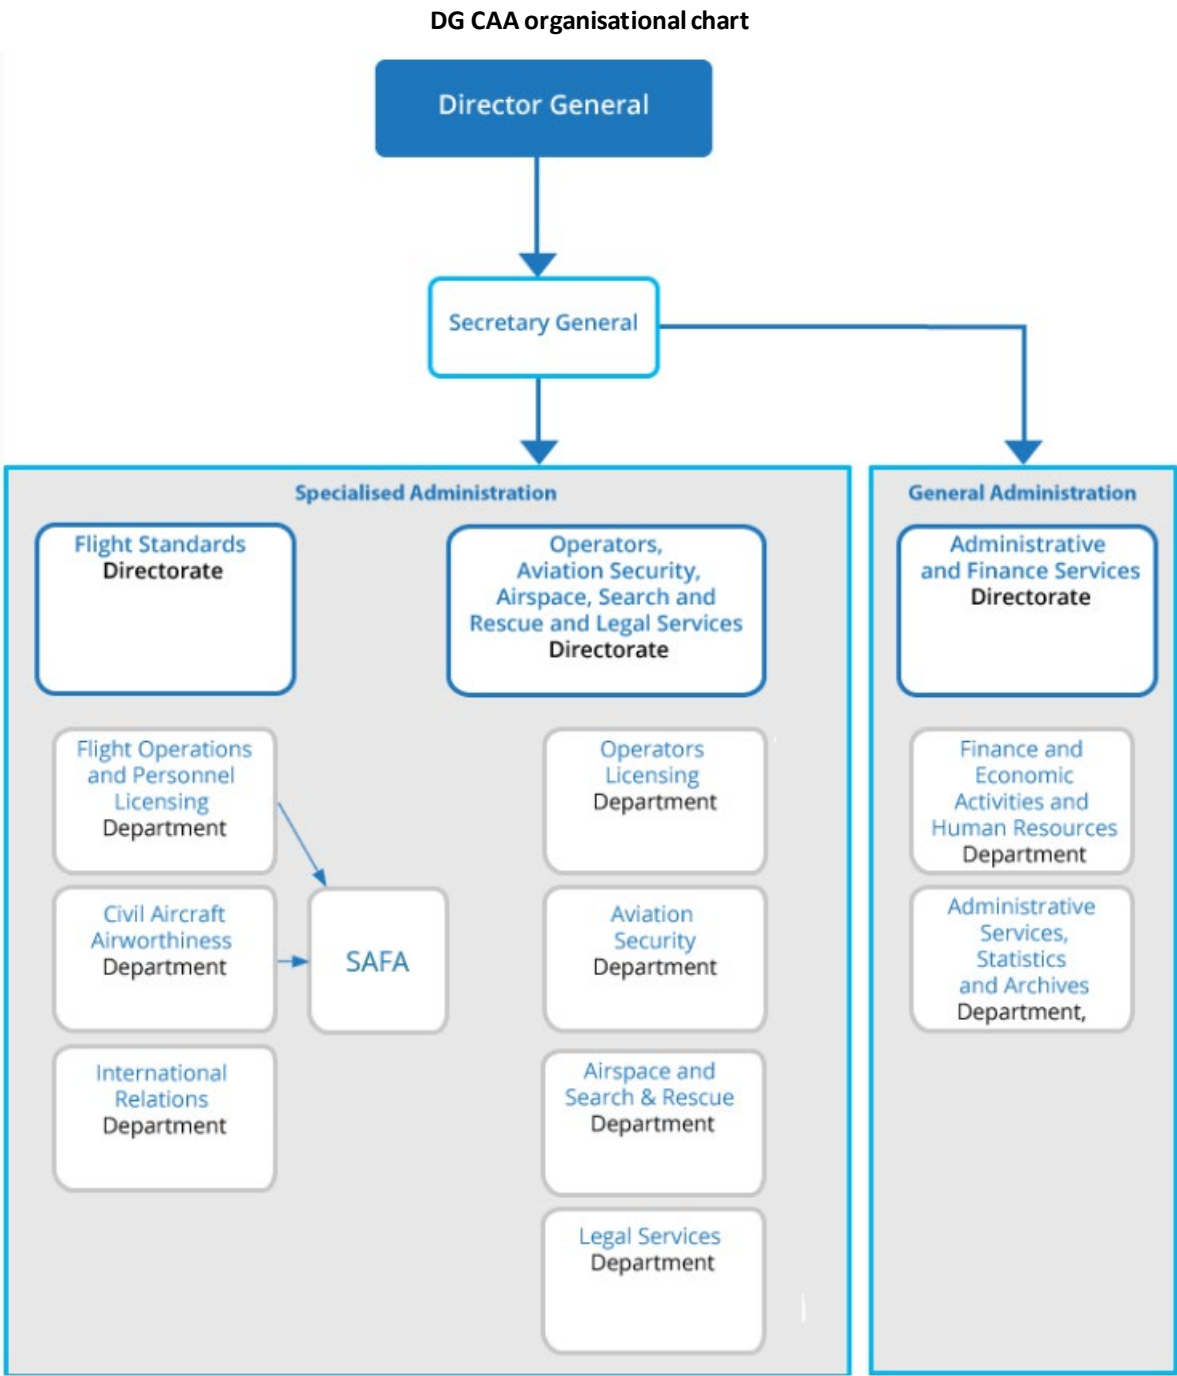 DG CAA organisational chart
Director General
Secretary General
Specialised Administration
Flight Standards
Directorate
Operators,
Aviation Security,
Airspace, Search and
Rescue and Legal Services
Directorate
Flight Operations
and Personnel
Licensing
Department
Civil Aircraft
Airworthiness
Department
International
Relations
Department
SAFA
Operators
Licensing
Department
Aviation
Security
Department
Airspace and
Search & Rescue
Department
Legal Services
Department
General Administration
Administrative
and Finance Services
Directorate
Finance and
Economic
Activities and
Human Resources
Department
Administrative
Services,
Statistics
and Archives
Department,